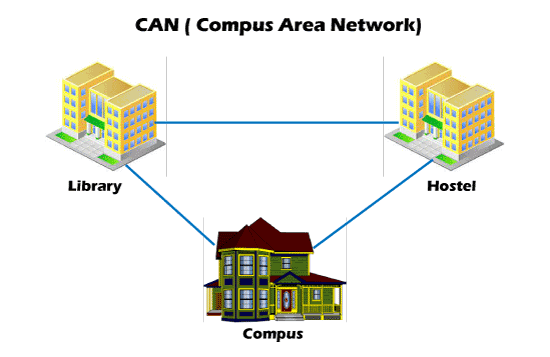 CAN ( Compus Area Network)
Library
Hostel
Compus